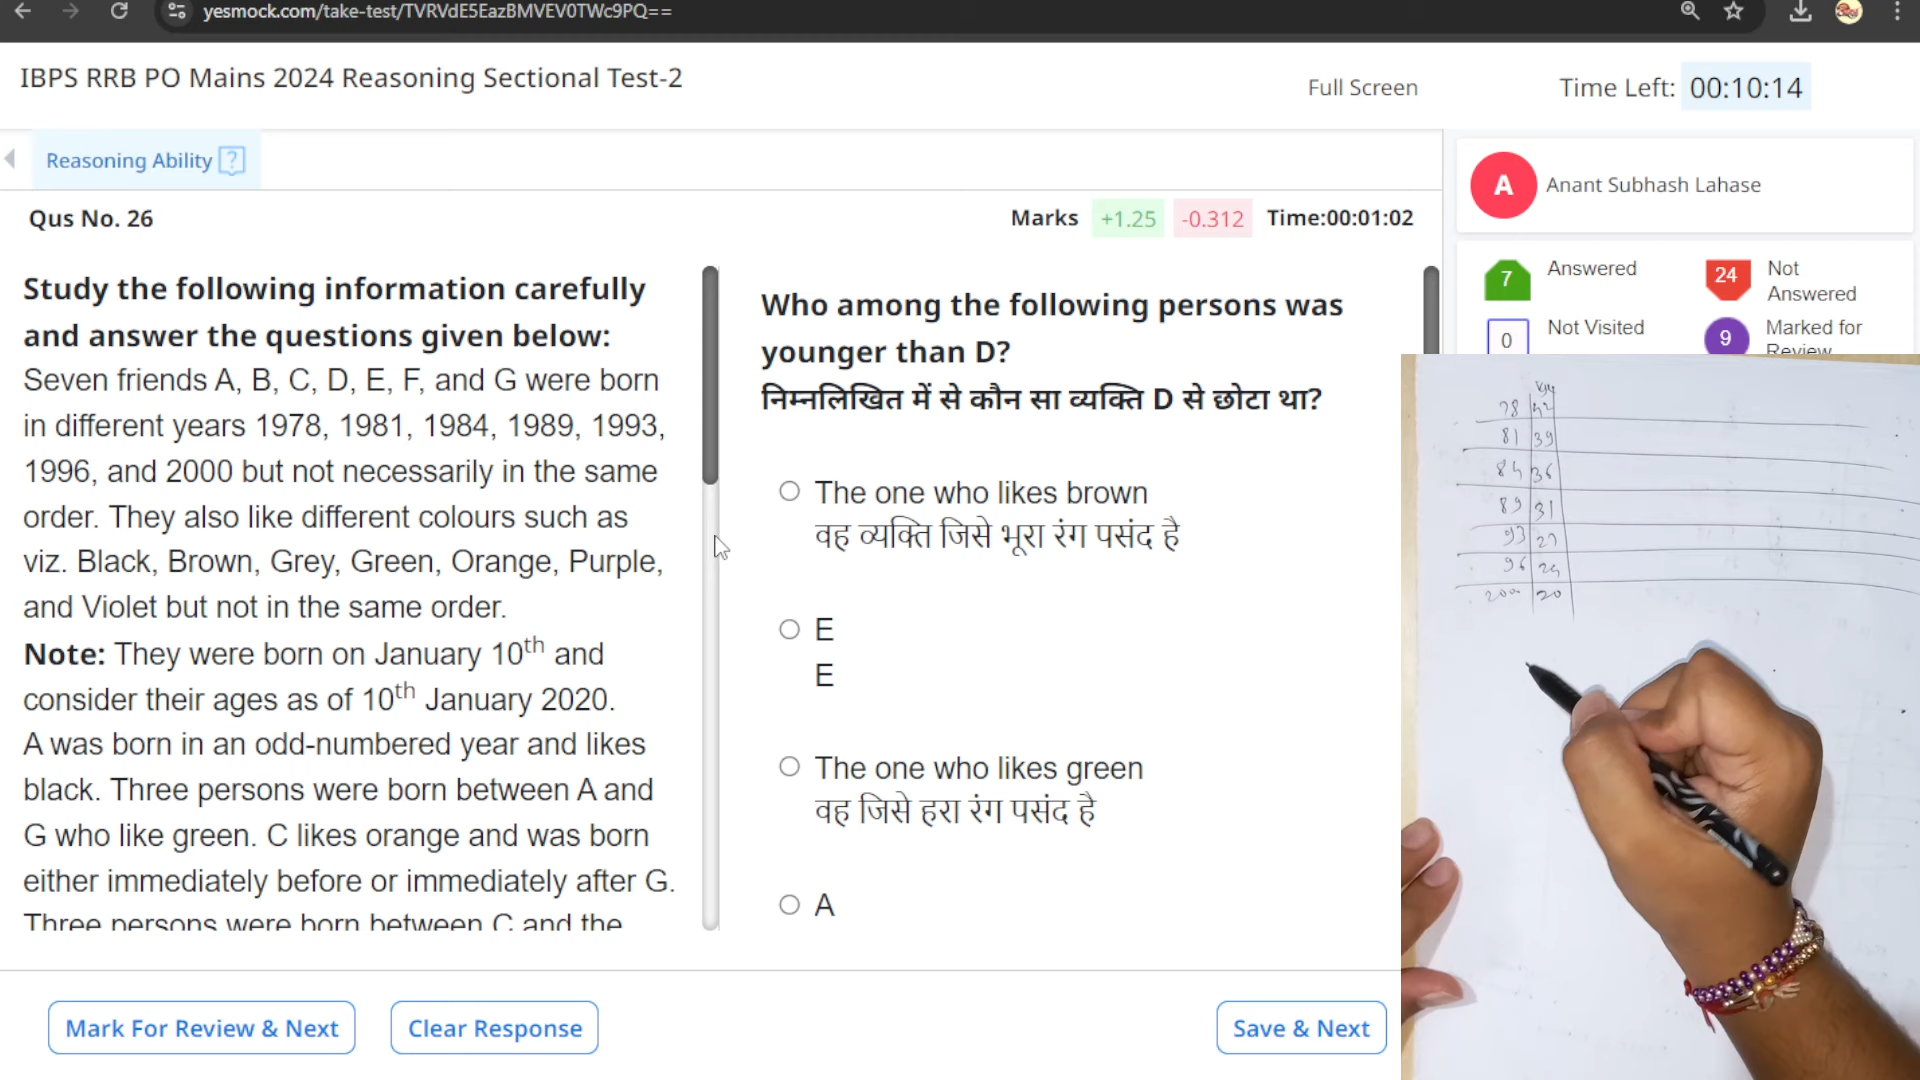 yesmock.com/take-test/TVRVdE5EazBMVEV0TWc9PQ==
IBPS RRB PO Mains 2024 Reasoning Sectional Test-2
Full Screen
Time Left: 00:10:14
Reasoning Ability ?
A
Anant Subhash Lahase
Qus No. 26
Marks +1.25 -0.312 Time:00:01:02
7 Answered
24 Not Answered
0 Not Visited
9 Marked for Review
Study the following information carefully
and answer the questions given below:
Seven friends A, B, C, D, E, F, and G were born
in different years 1978, 1981, 1984, 1989, 1993,
1996, and 2000 but not necessarily in the same
order. They also like different colours such as
viz. Black, Brown, Grey, Green, Orange, Purple,
and Violet but not in the same order.
Note: They were born on January 10th and
consider their ages as of 10th January 2020.
A was born in an odd-numbered year and likes
black. Three persons were born between A and
G who like green. C likes orange and was born
either immediately before or immediately after G.
Three persons were born between C and the
Who among the following persons was
younger than D?
निम्नलिखित में से कौन सा व्यक्ति D से छोटा था?
The one who likes brown
वह व्यक्ति जिसे भूरा रंग पसंद है
E
E
The one who likes green
वह जिसे हरा रंग पसंद है
A
Mark For Review & Next
Clear Response
Save & Next
78 42
81 39
84 36
89 31
93 27
96 24
2000 20